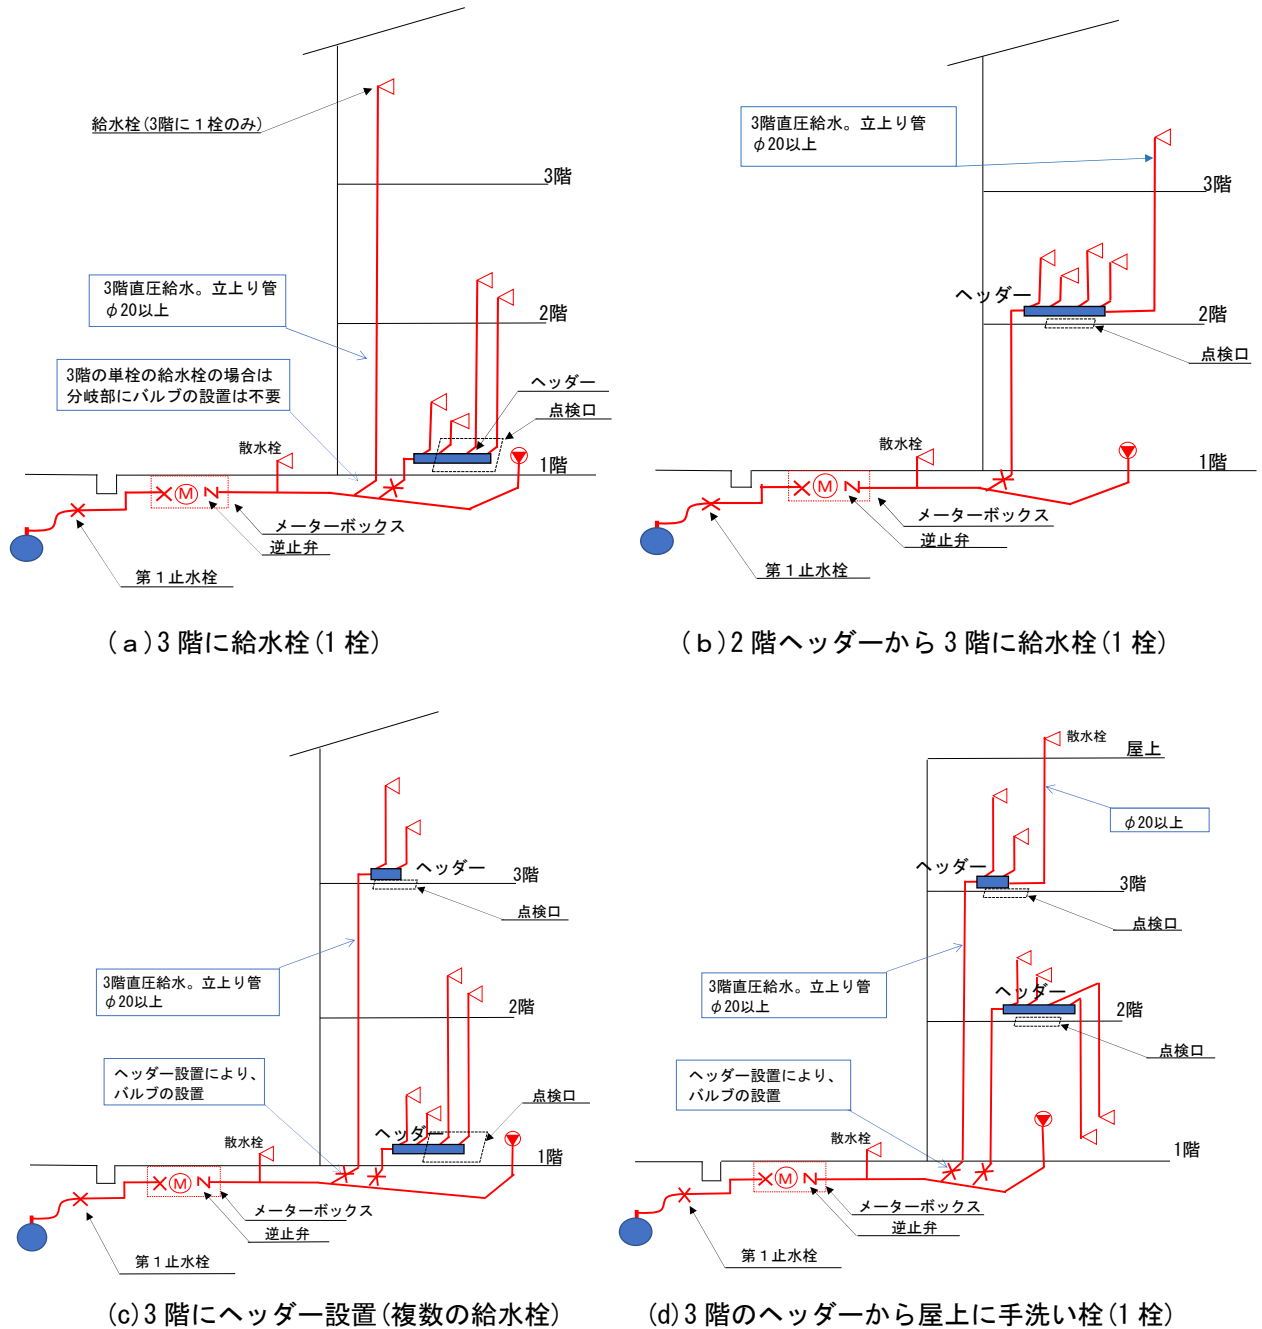 給水栓(3階に１栓のみ)
3階
3階直圧給水。立上り管
φ20以上
2階
3階の単栓の給水栓の場合は
分岐部にバルブの設置は不要
ヘッダー
点検口
散水栓
1階
M
メーターボックス
逆止弁
第１止水栓
(ａ)3階に給水栓(1栓)
3階直圧給水。立上り管
φ20以上
3階
ヘッダー
2階
点検口
散水栓
1階
M
メーターボックス
逆止弁
第１止水栓
(ｂ)2階ヘッダーから3階に給水栓(1栓)
ヘッダー
3階
点検口
3階直圧給水。立上り管
φ20以上
2階
ヘッダー設置により、
バルブの設置
点検口
ヘッダー
散水栓
1階
M
メーターボックス
逆止弁
第１止水栓
(c)3階にヘッダー設置(複数の給水栓)
散水栓
屋上
φ20以上
ヘッダー
3階
点検口
3階直圧給水。立上り管
φ20以上
ヘッダー
2階
点検口
ヘッダー設置により、
バルブの設置
散水栓
1階
M
メーターボックス
逆止弁
第１止水栓
(d)3階のヘッダーから屋上に手洗い栓(1栓)